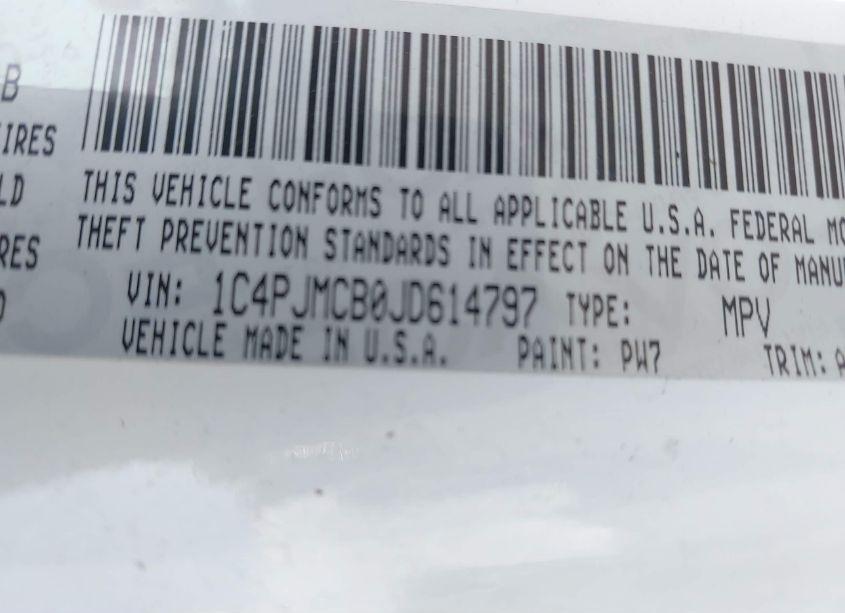 B
IRES
LD
RES
THIS VEHICLE CONFORMS TO ALL APPLICABLE U.S.A. FEDERAL MO
THEFT PREVENTION STANDARDS IN EFFECT ON THE DATE OF MANU
VIN: 1C4PJMCB0JD614797 TYPE: MPV
VEHICLE MADE IN U.S.A. PAINT: PW7 TRIM: A